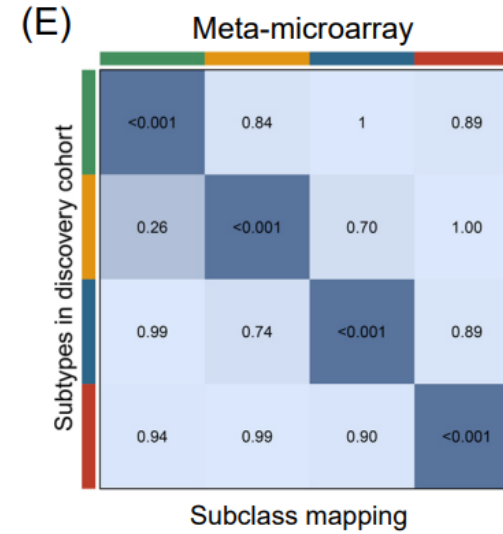 (E)
Meta-microarray
Subtypes in discovery cohort
<0.001 0.84 1 0.89
0.26 <0.001 0.70 1.00
0.99 0.74 <0.001 0.89
0.94 0.99 0.90 <0.001
Subclass mapping